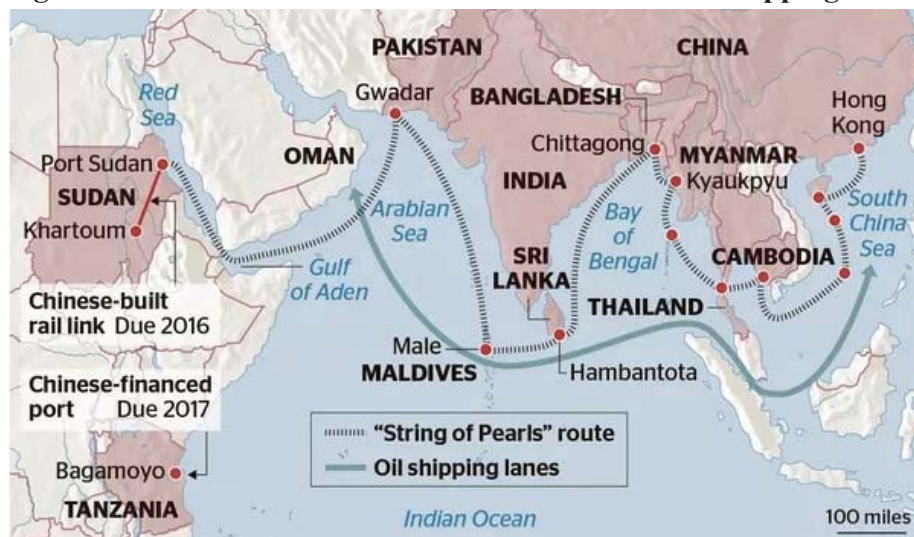 PAKISTAN
CHINA
Gwadar
Red
Sea
BANGLADESH
Hong
Kong
Chittagong
OMAN
Port Sudan
MYANMAR
SUDAN
INDIA
Kyaukpyu
Arabian
Sea
Bay
of
Bengal
South
China
Sea
Khartoum
SRI
LANKA
CAMBODIA
Gulf
of Aden
Chinese-built
rail link Due 2016
THAILAND
Male
MALDIVES
Hambantota
Chinese-financed
port Due 2017
"String of Pearls" route
Oil shipping lanes
Bagamoyo
TANZANIA
Indian Ocean
100 miles